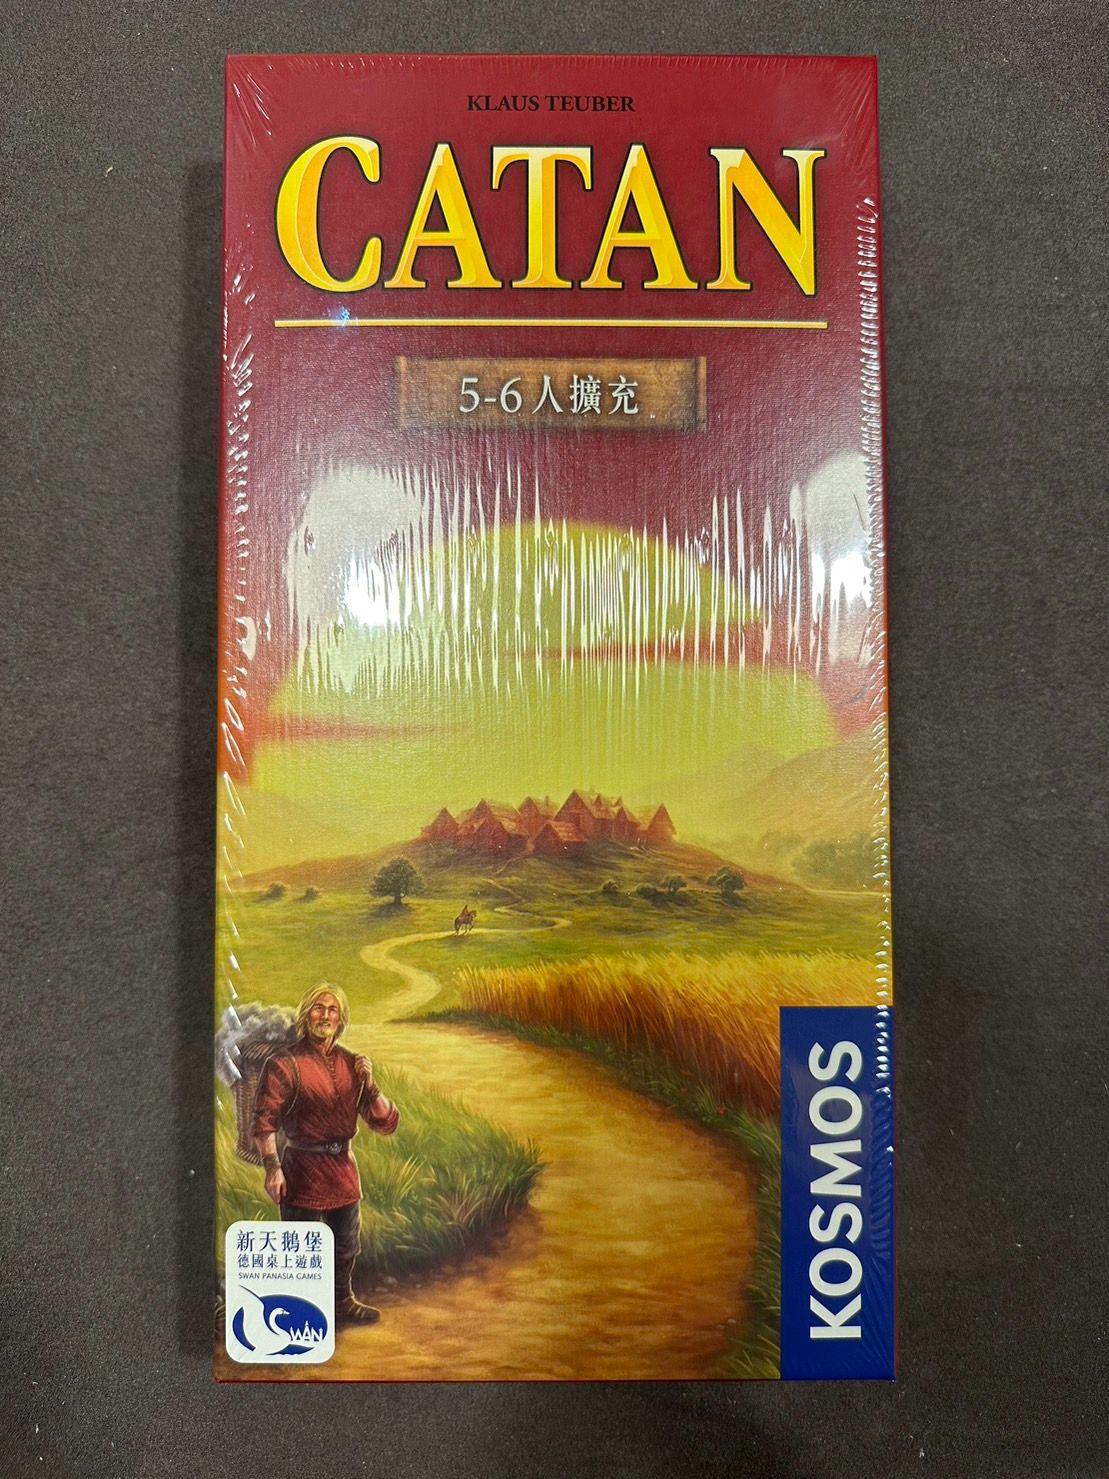 KLAUS TEUBER
CATAN
5-6人擴充
KOSMOS
新天鵝堡
德國桌上遊戲
SWAN PANASIA GAMES
SWAN